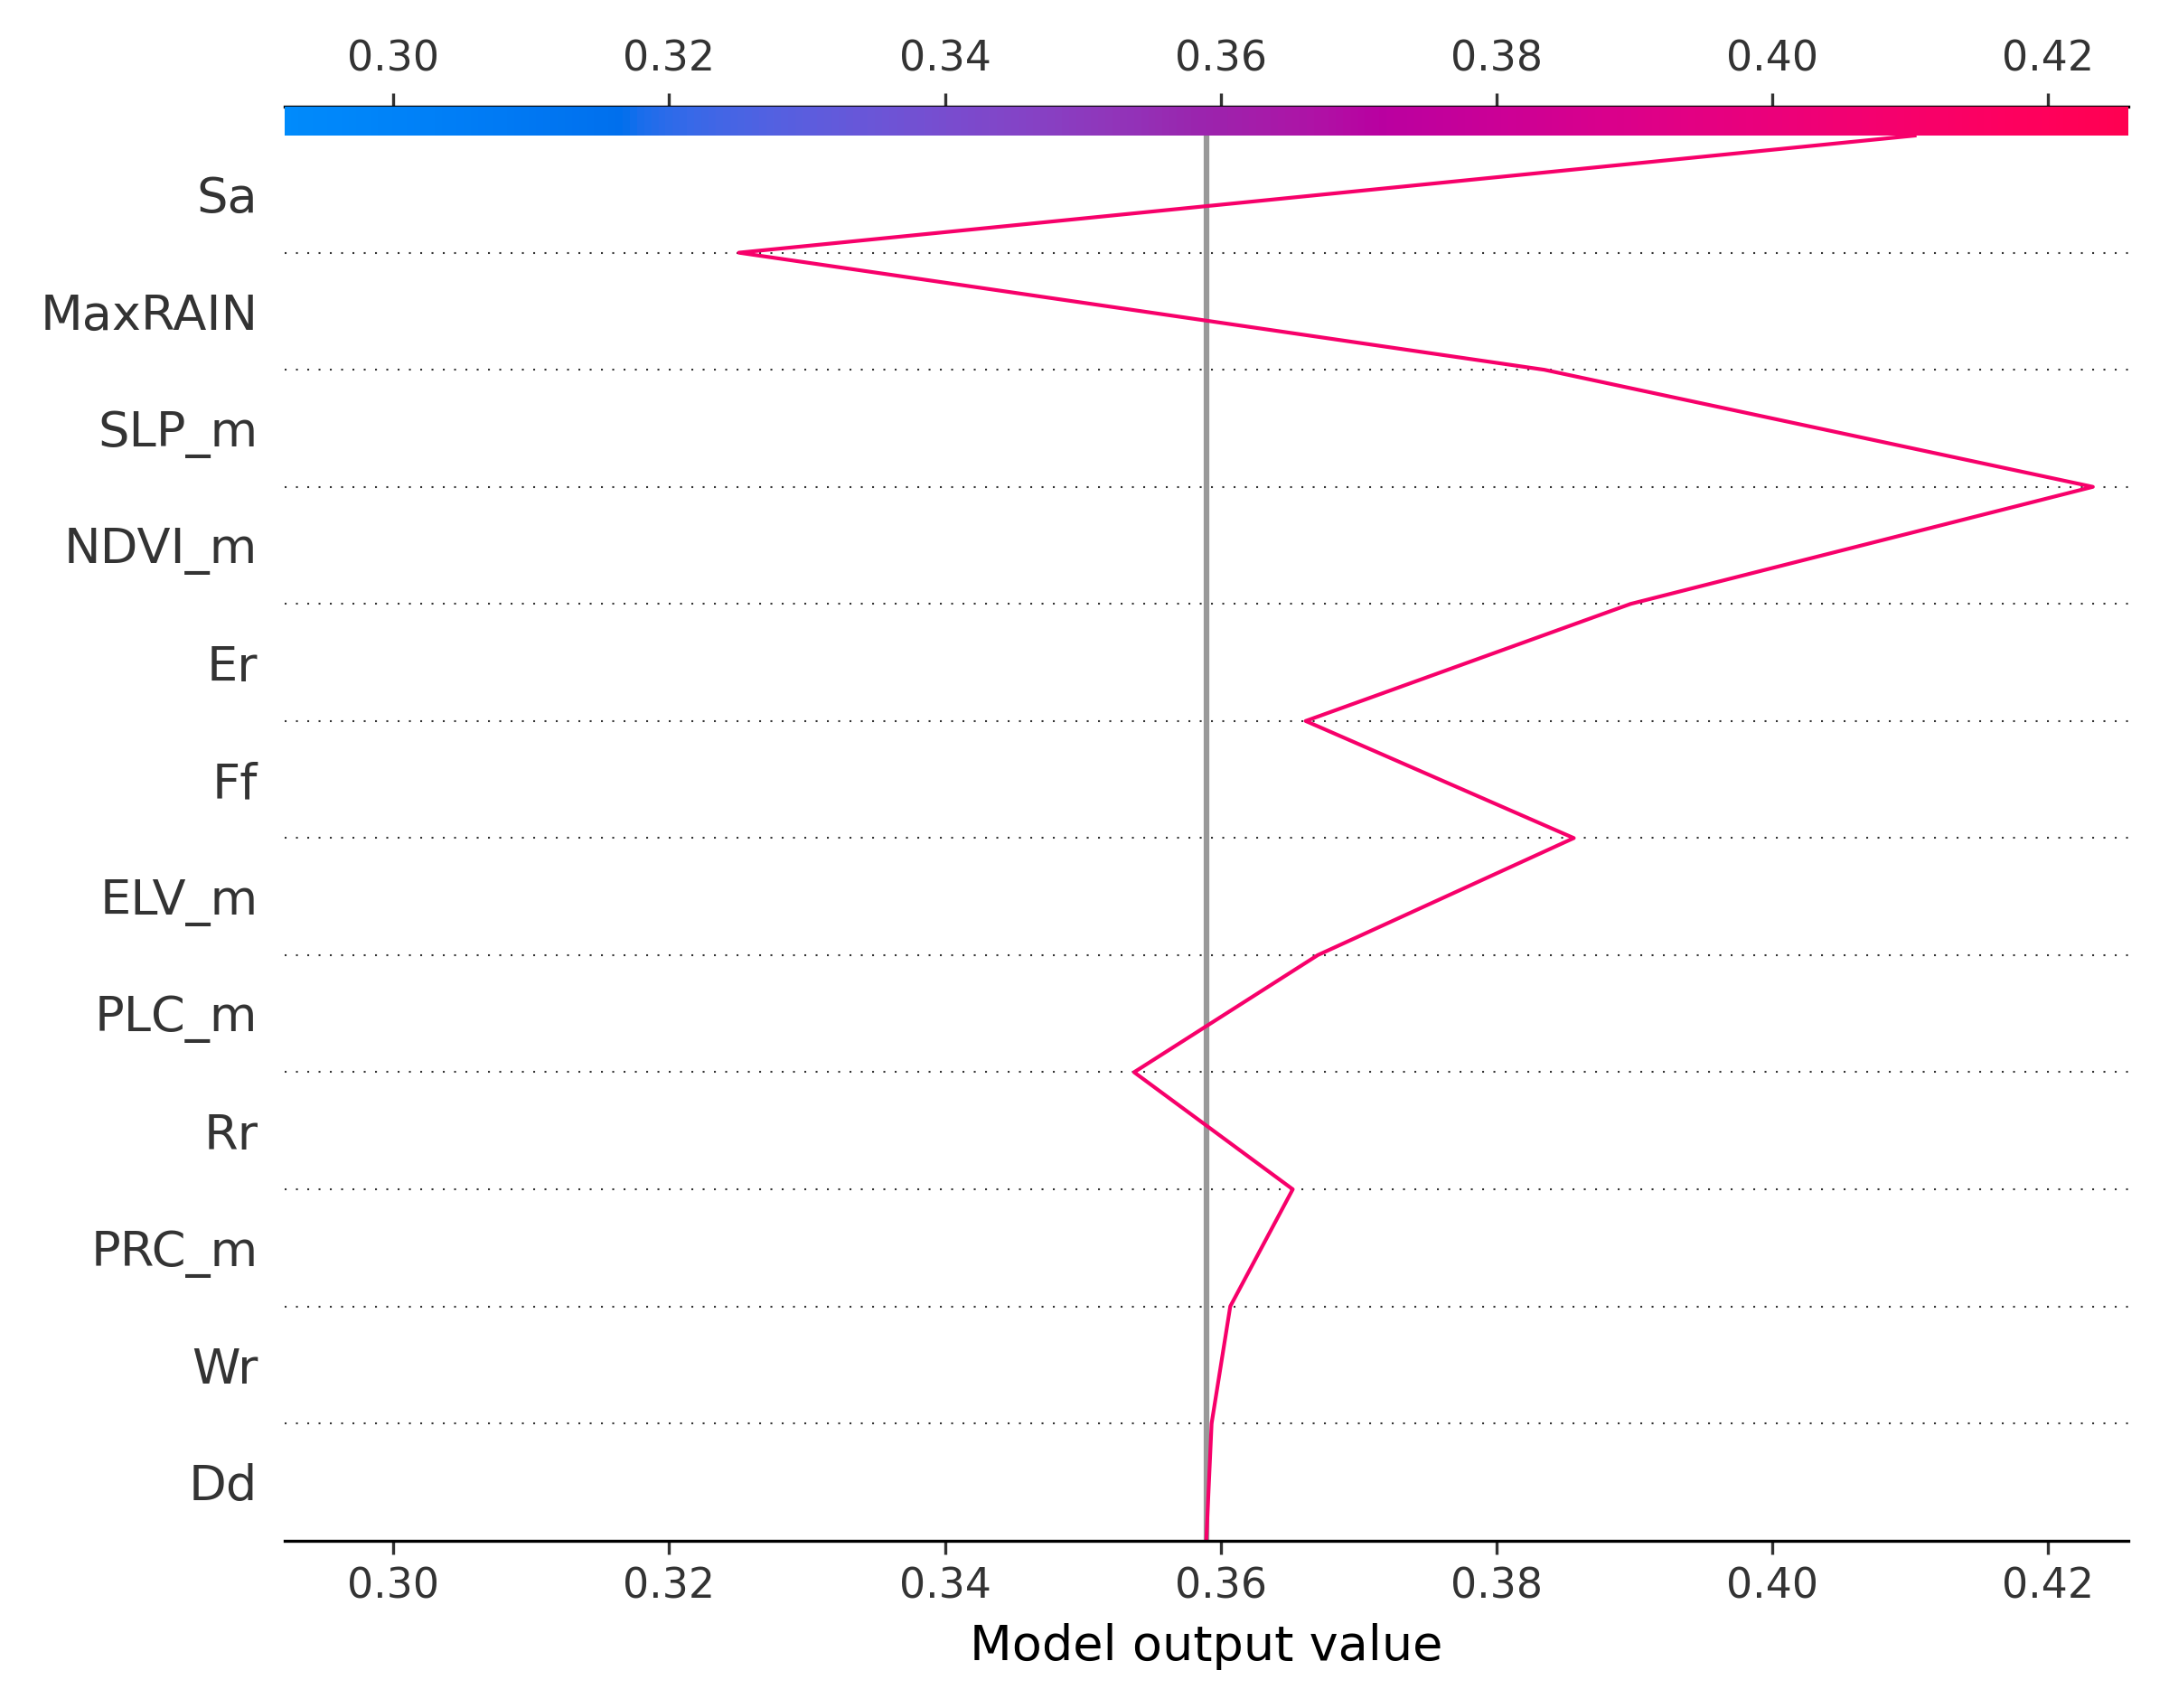 0.30 0.32 0.34 0.36 0.38 0.40 0.42
Sa
MaxRAIN
SLP_m
NDVI_m
Er
Ff
ELV_m
PLC_m
Rr
PRC_m
Wr
Dd
0.30 0.32 0.34 0.36 0.38 0.40 0.42
Model output value